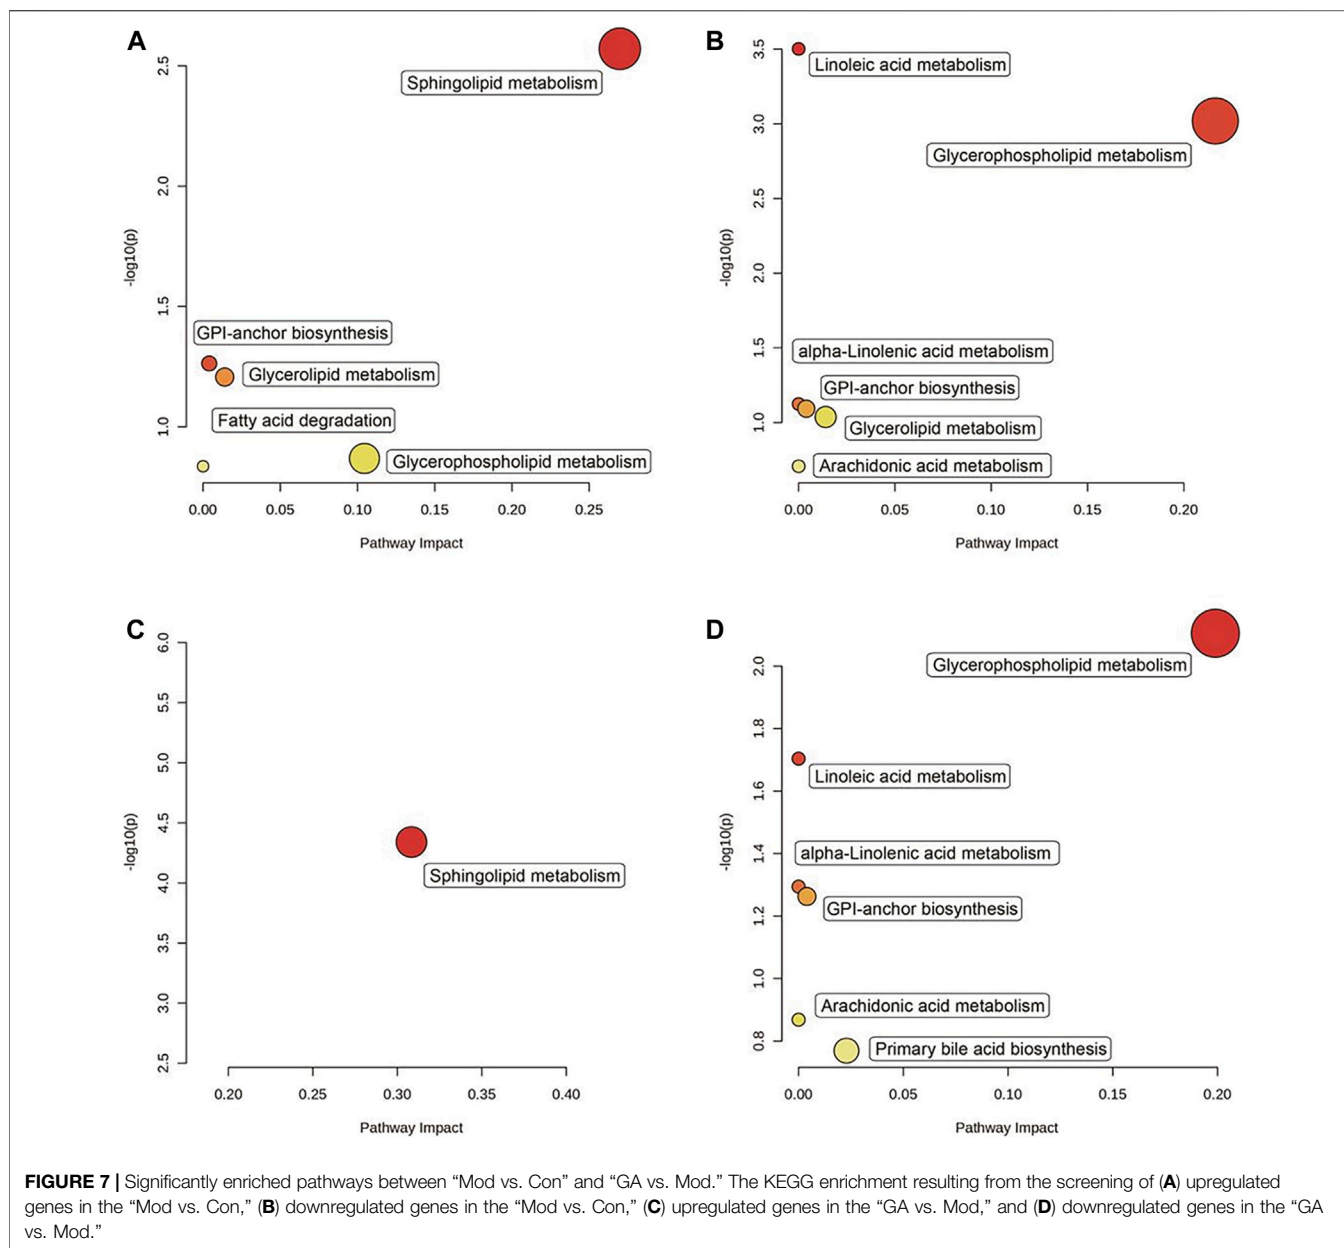 A
2.5
2.0
1.5
1.0
-log10(p)
Sphingolipid metabolism
GPI-anchor biosynthesis
Glycerolipid metabolism
Fatty acid degradation
Glycerophospholipid metabolism
0.00 0.05 0.10 0.15 0.20 0.25
Pathway Impact
B
3.5
3.0
2.5
2.0
1.5
1.0
-log10(p)
Linoleic acid metabolism
Glycerophospholipid metabolism
alpha-Linolenic acid metabolism
GPI-anchor biosynthesis
Glycerolipid metabolism
Arachidonic acid metabolism
0.00 0.05 0.10 0.15 0.20
Pathway Impact
C
6.0
5.5
5.0
4.5
4.0
3.5
3.0
2.5
-log10(p)
Sphingolipid metabolism
0.20 0.25 0.30 0.35 0.40
Pathway Impact
D
2.0
1.8
1.6
1.4
1.2
1.0
0.8
-log10(p)
Glycerophospholipid metabolism
Linoleic acid metabolism
alpha-Linolenic acid metabolism
GPI-anchor biosynthesis
Arachidonic acid metabolism
Primary bile acid biosynthesis
0.00 0.05 0.10 0.15 0.20
Pathway Impact
FIGURE 7 | Significantly enriched pathways between “Mod vs. Con” and “GA vs. Mod.” The KEGG enrichment resulting from the screening of (A) upregulated
genes in the “Mod vs. Con,” (B) downregulated genes in the “Mod vs. Con,” (C) upregulated genes in the “GA vs. Mod,” and (D) downregulated genes in the “GA
vs. Mod.”